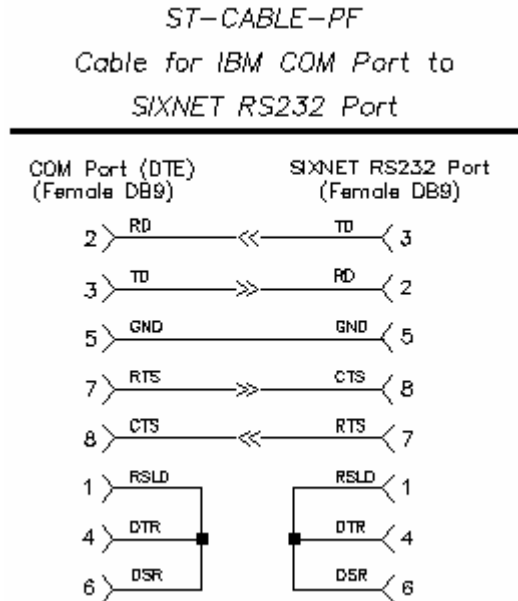 ST-CABLE-PF
Cable for IBM COM Port to
SIXNET RS232 Port
COM Port (DTE) SIXNET RS232 Port
(Female DB9) (Female DB9)
2 RD TD 3
3 TD RD 2
5 GND GND 5
7 RTS CTS 8
8 CTS RTS 7
1 RSLD RSLD 1
4 DTR DTR 4
6 DSR DSR 6